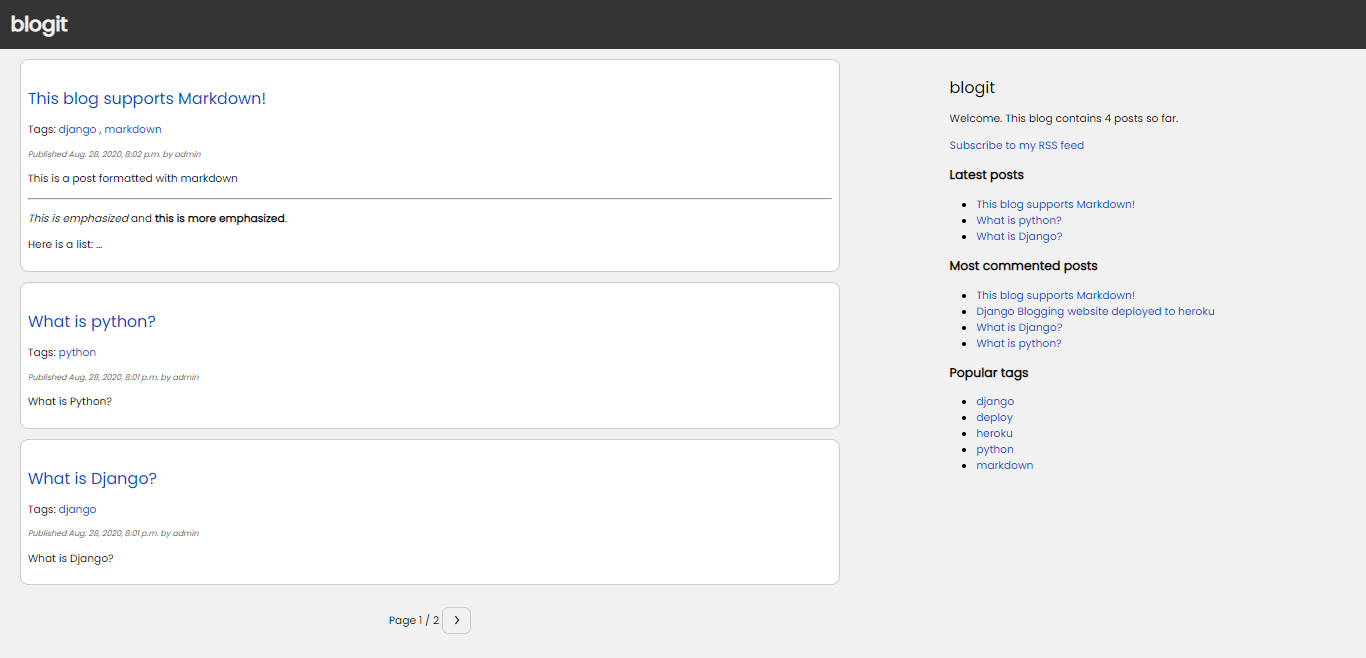 blogit
This blog supports Markdown!
Tags: django , markdown
Published Aug. 28, 2020, 8:02 p.m. by admin
This is a post formatted with markdown
This is emphasized and this is more emphasized.
Here is a list: ...
What is python?
Tags: python
Published Aug. 28, 2020, 8:01 p.m. by admin
What is Python?
What is Django?
Tags: django
Published Aug. 28, 2020, 8:01 p.m. by admin
What is Django?
Page 1 / 2 >
blogit
Welcome. This blog contains 4 posts so far.
Subscribe to my RSS feed
Latest posts
This blog supports Markdown!
What is python?
What is Django?
Most commented posts
This blog supports Markdown!
Django Blogging website deployed to heroku
What is Django?
What is python?
Popular tags
django
deploy
heroku
python
markdown